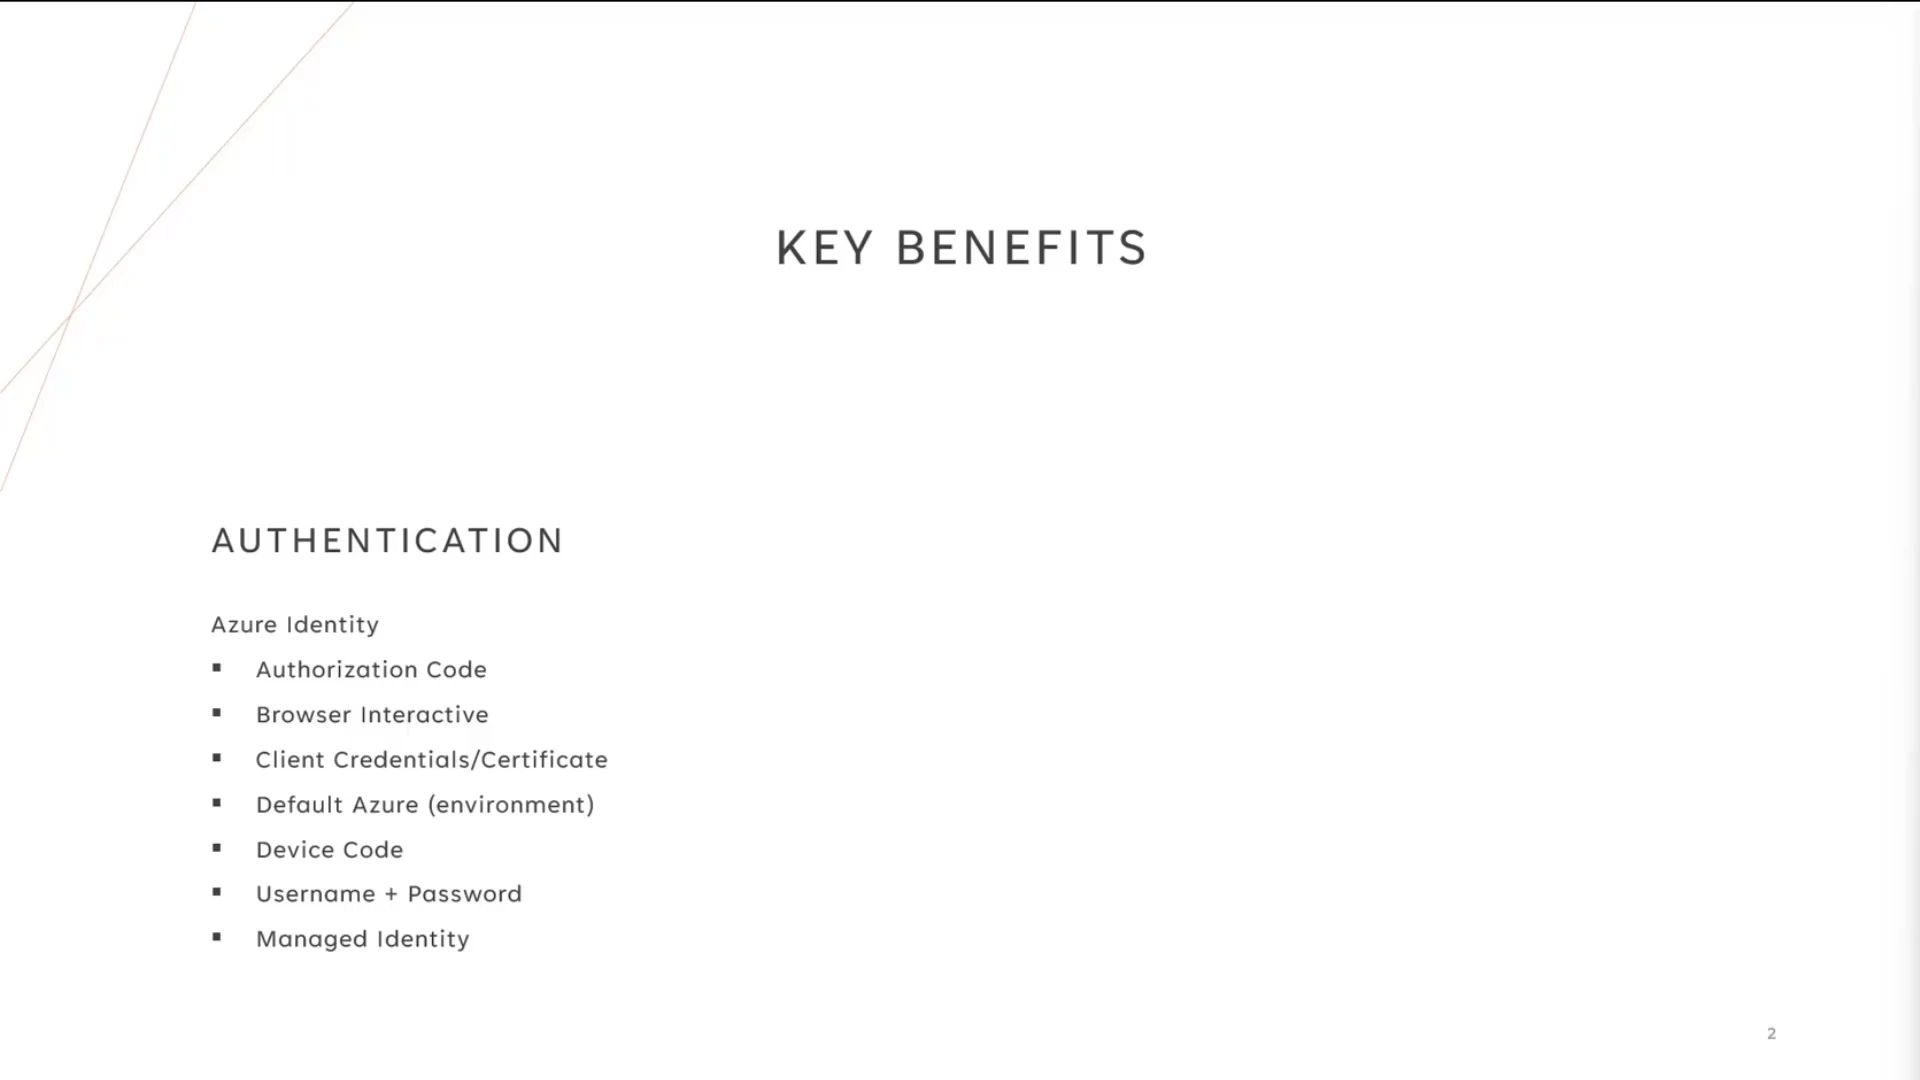 KEY BENEFITS
AUTHENTICATION
Azure Identity
▪ Authorization Code
▪ Browser Interactive
▪ Client Credentials/Certificate
▪ Default Azure (environment)
▪ Device Code
▪ Username + Password
▪ Managed Identity
2